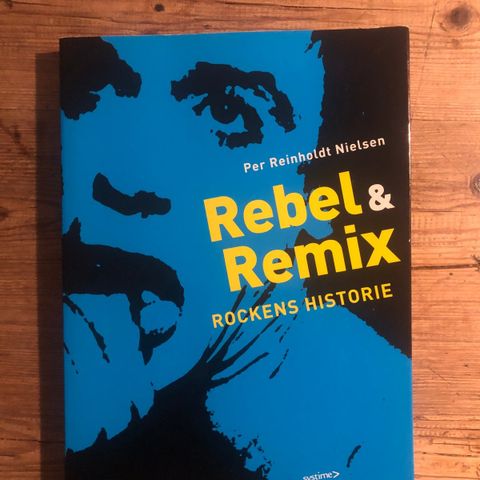 Per Reinholdt Nielsen
Rebel &
Remix
ROCKENS HISTORIE
systime>